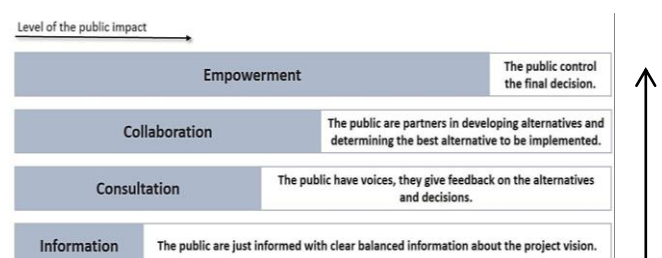 Level of the public impact
Empowerment
The public control
the final decision.
Collaboration
The public are partners in developing alternatives and
determining the best alternative to be implemented.
Consultation
The public have voices, they give feedback on the alternatives
and decisions.
Information
The public are just informed with clear balanced information about the project vision.